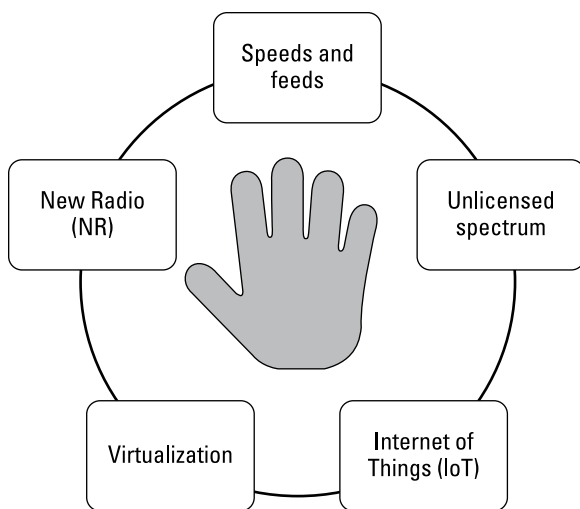 Speeds and
feeds
New Radio
(NR)
Unlicensed
spectrum
Virtualization
Internet of
Things (IoT)